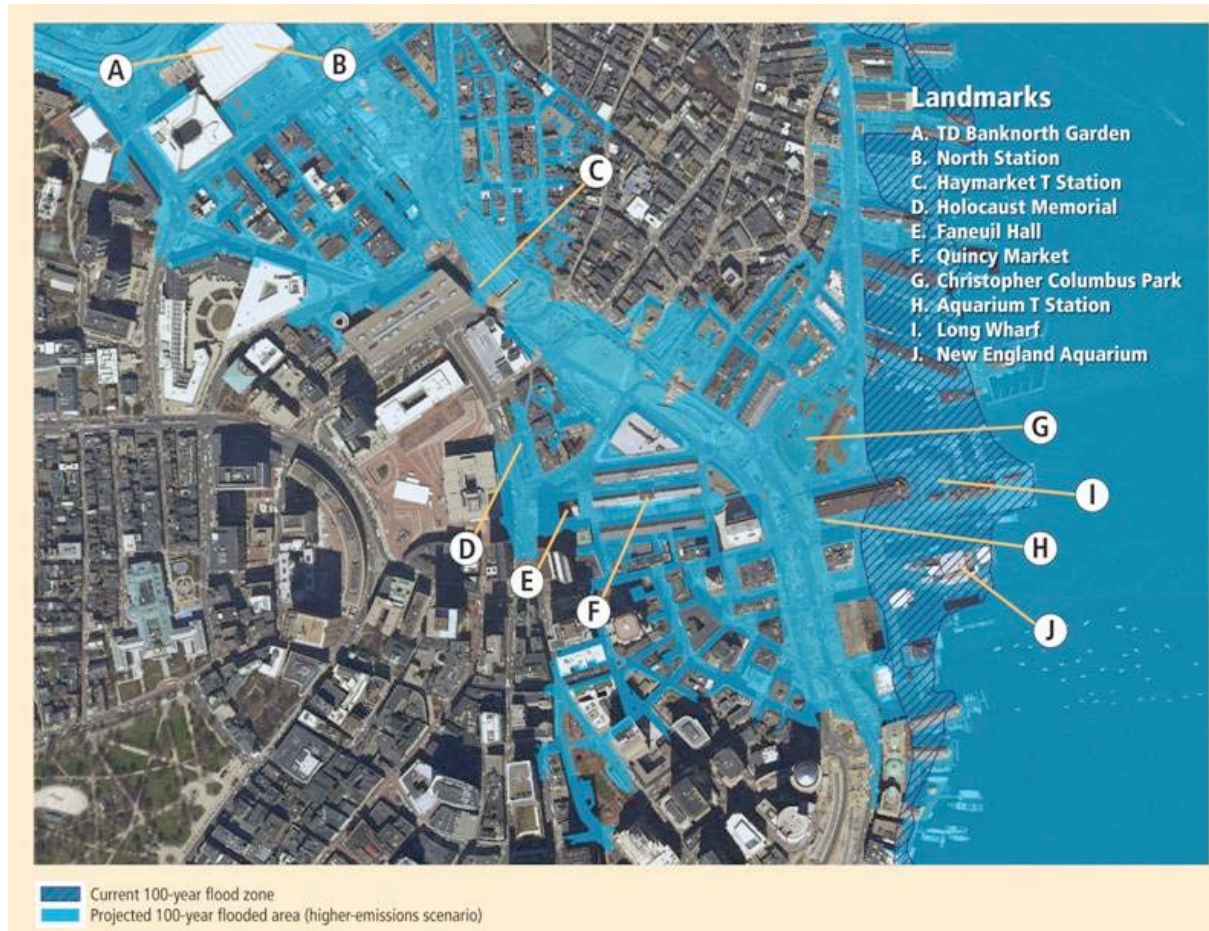 A
B
C
Landmarks
A. TD Banknorth Garden
B. North Station
C. Haymarket T Station
D. Holocaust Memorial
E. Faneuil Hall
F. Quincy Market
G. Christopher Columbus Park
H. Aquarium T Station
I. Long Wharf
J. New England Aquarium
G
I
D
H
E
F
J
Current 100-year flood zone
Projected 100-year flooded area (higher-emissions scenario)